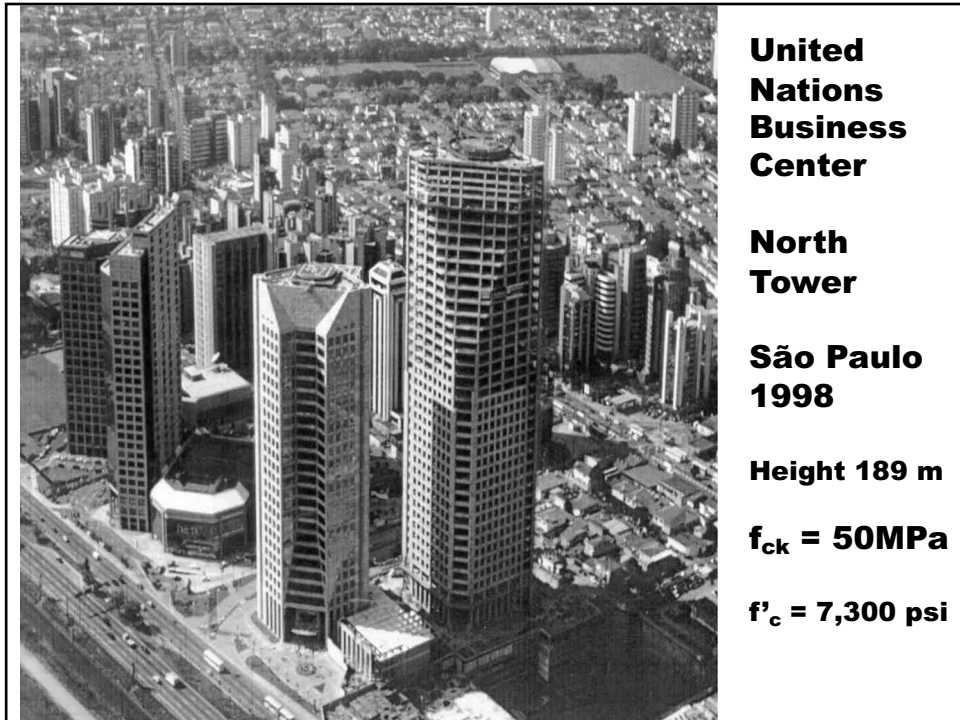 United
Nations
Business
Center
North
Tower
São Paulo
1998
Height 189 m
fck = 50MPa
f’c = 7,300 psi